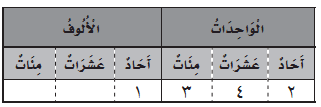 الْوَاحِدَاتُ الْأُلُوفُ
آحَادٌ عَشَرَاتٌ مِئَاتٌ آحَادٌ عَشَرَاتٌ مِئَاتٌ
٢ ٤ ٣ ١